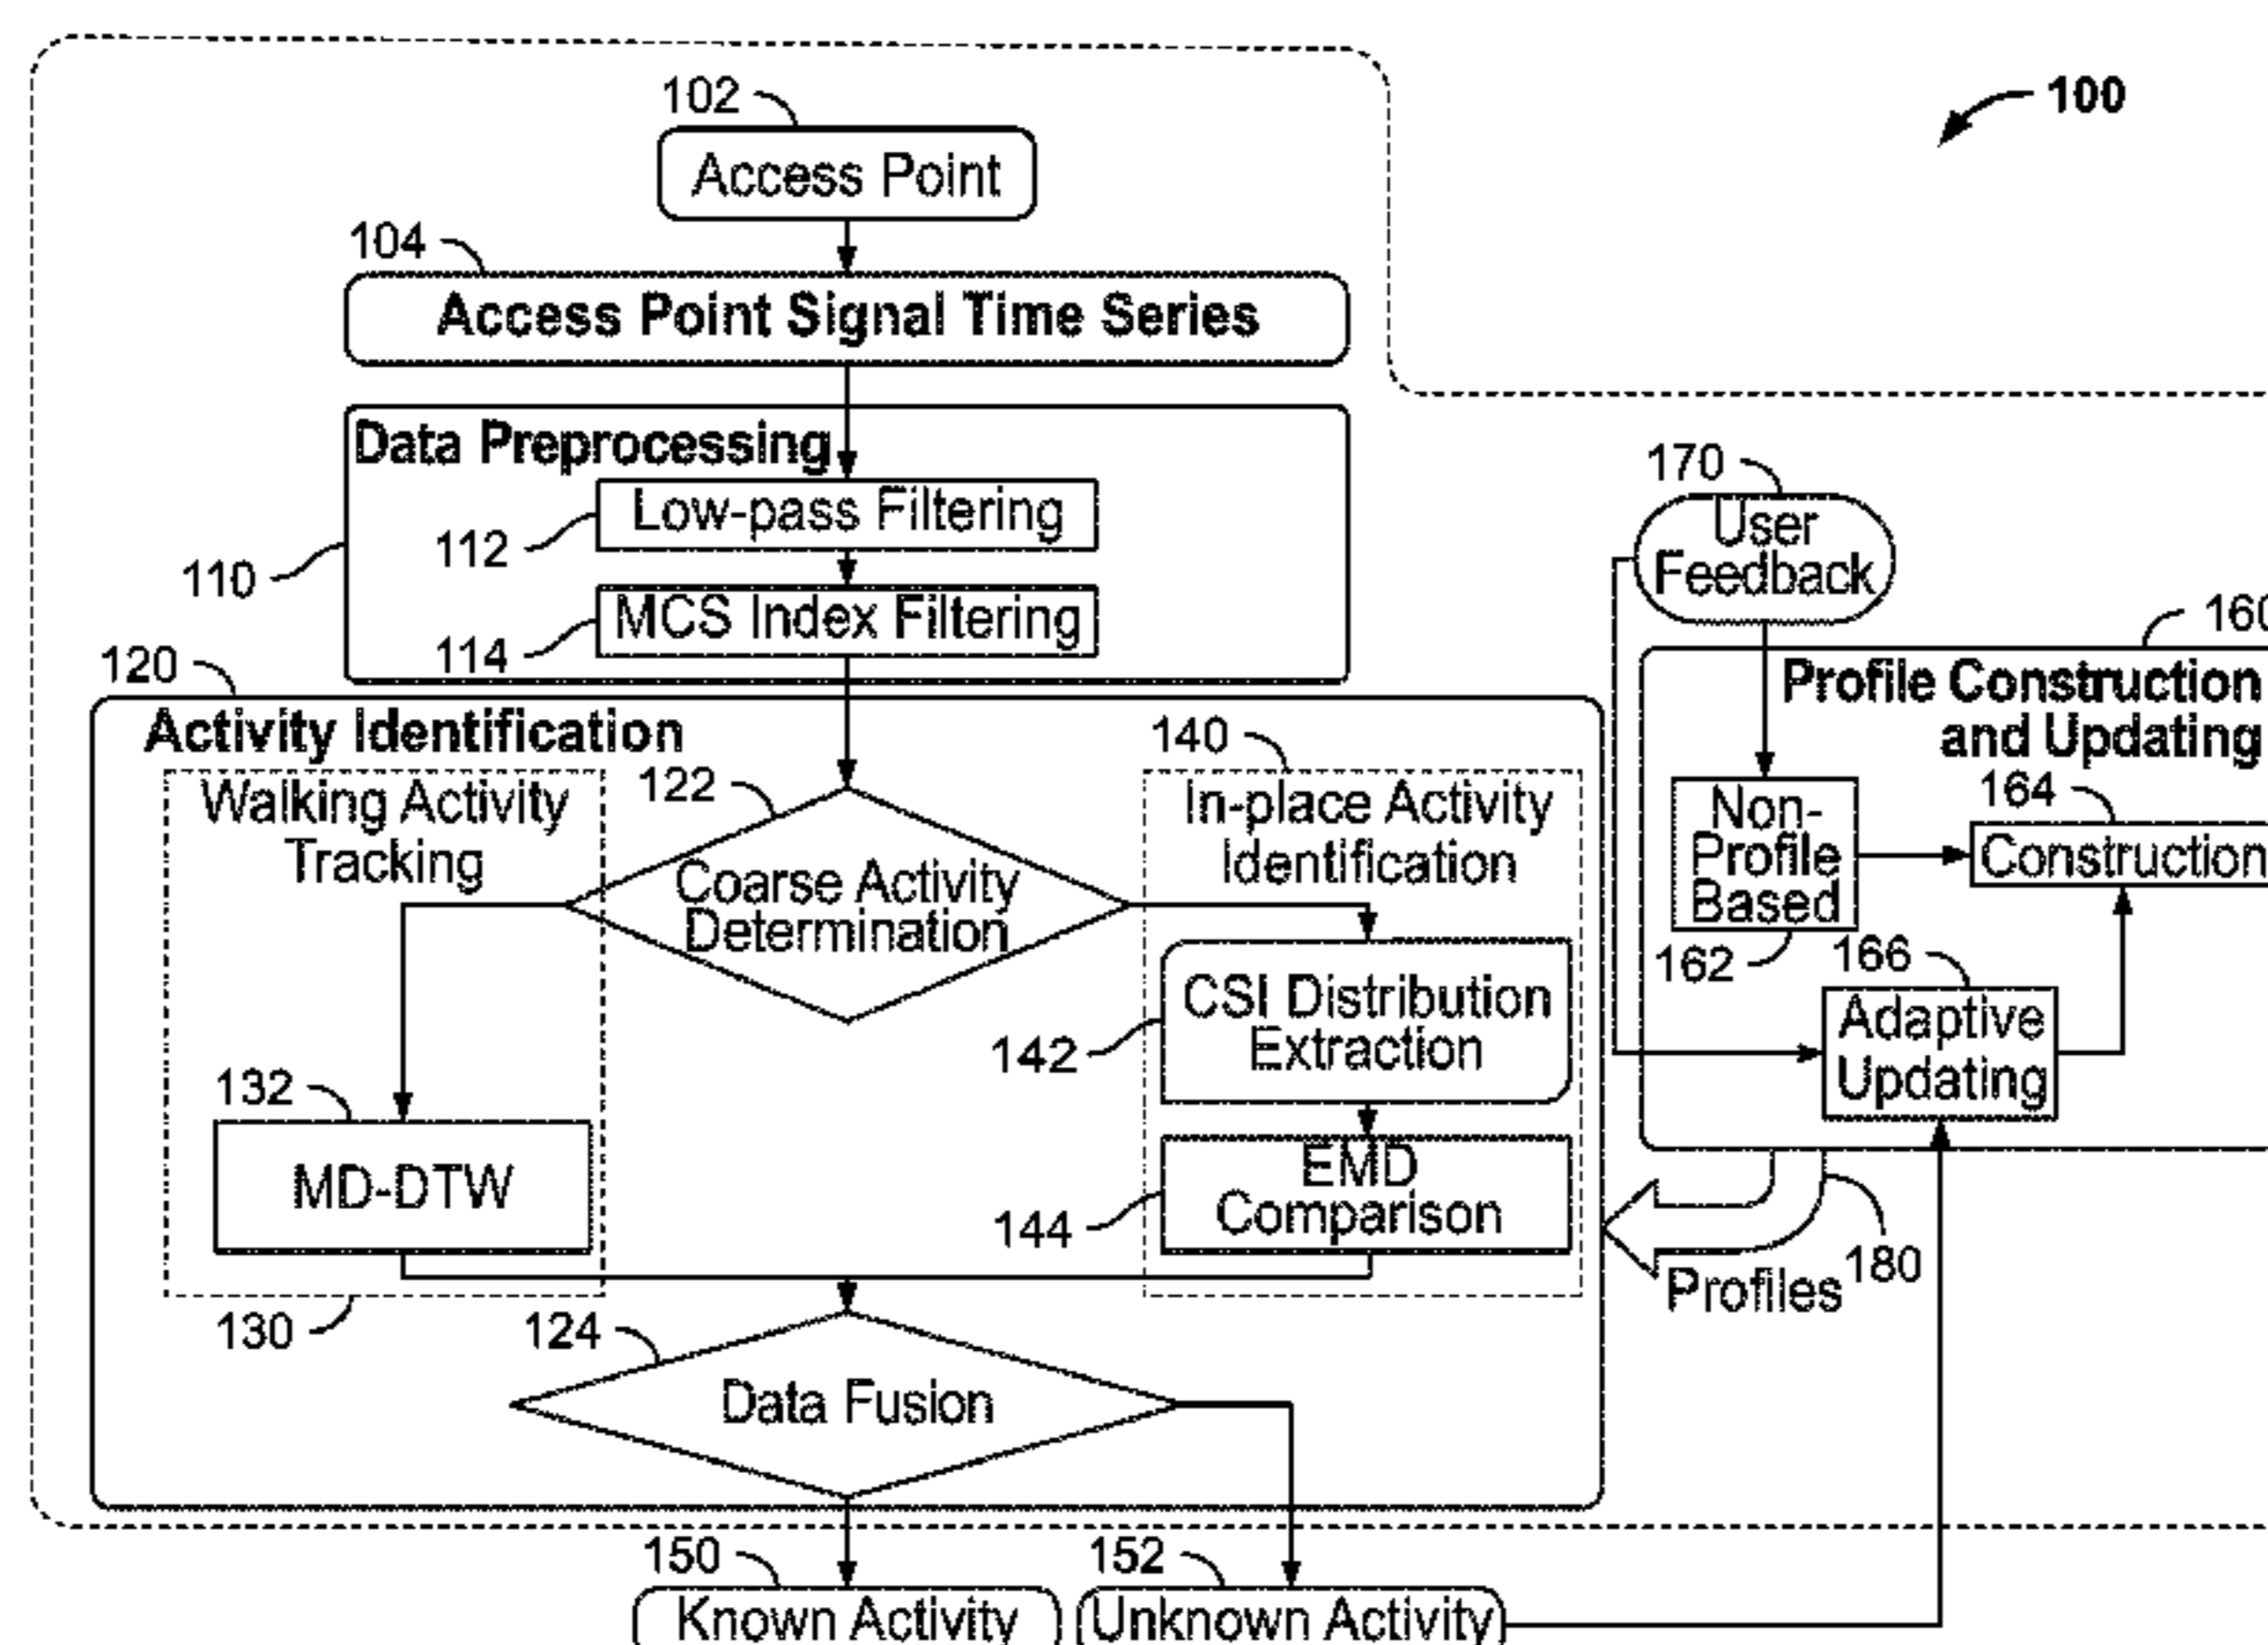 100
102
Access Point
104
Access Point Signal Time Series
Data Preprocessing
Low-pass Filtering
112
110
MCS Index Filtering
114
120
Activity Identification
Walking Activity
Tracking
122
Coarse Activity
Determination
140
In-place Activity
Identification
CSI Distribution
Extraction
142
132
MD-DTW
EMD
Comparison
144
130
124
Data Fusion
150
Known Activity
152
Unknown Activity
170
User
Feedback
160
Profile Construction
and Updating
Non-
Profile
Based
162
164
Construction
166
Adaptive
Updating
180
Profiles